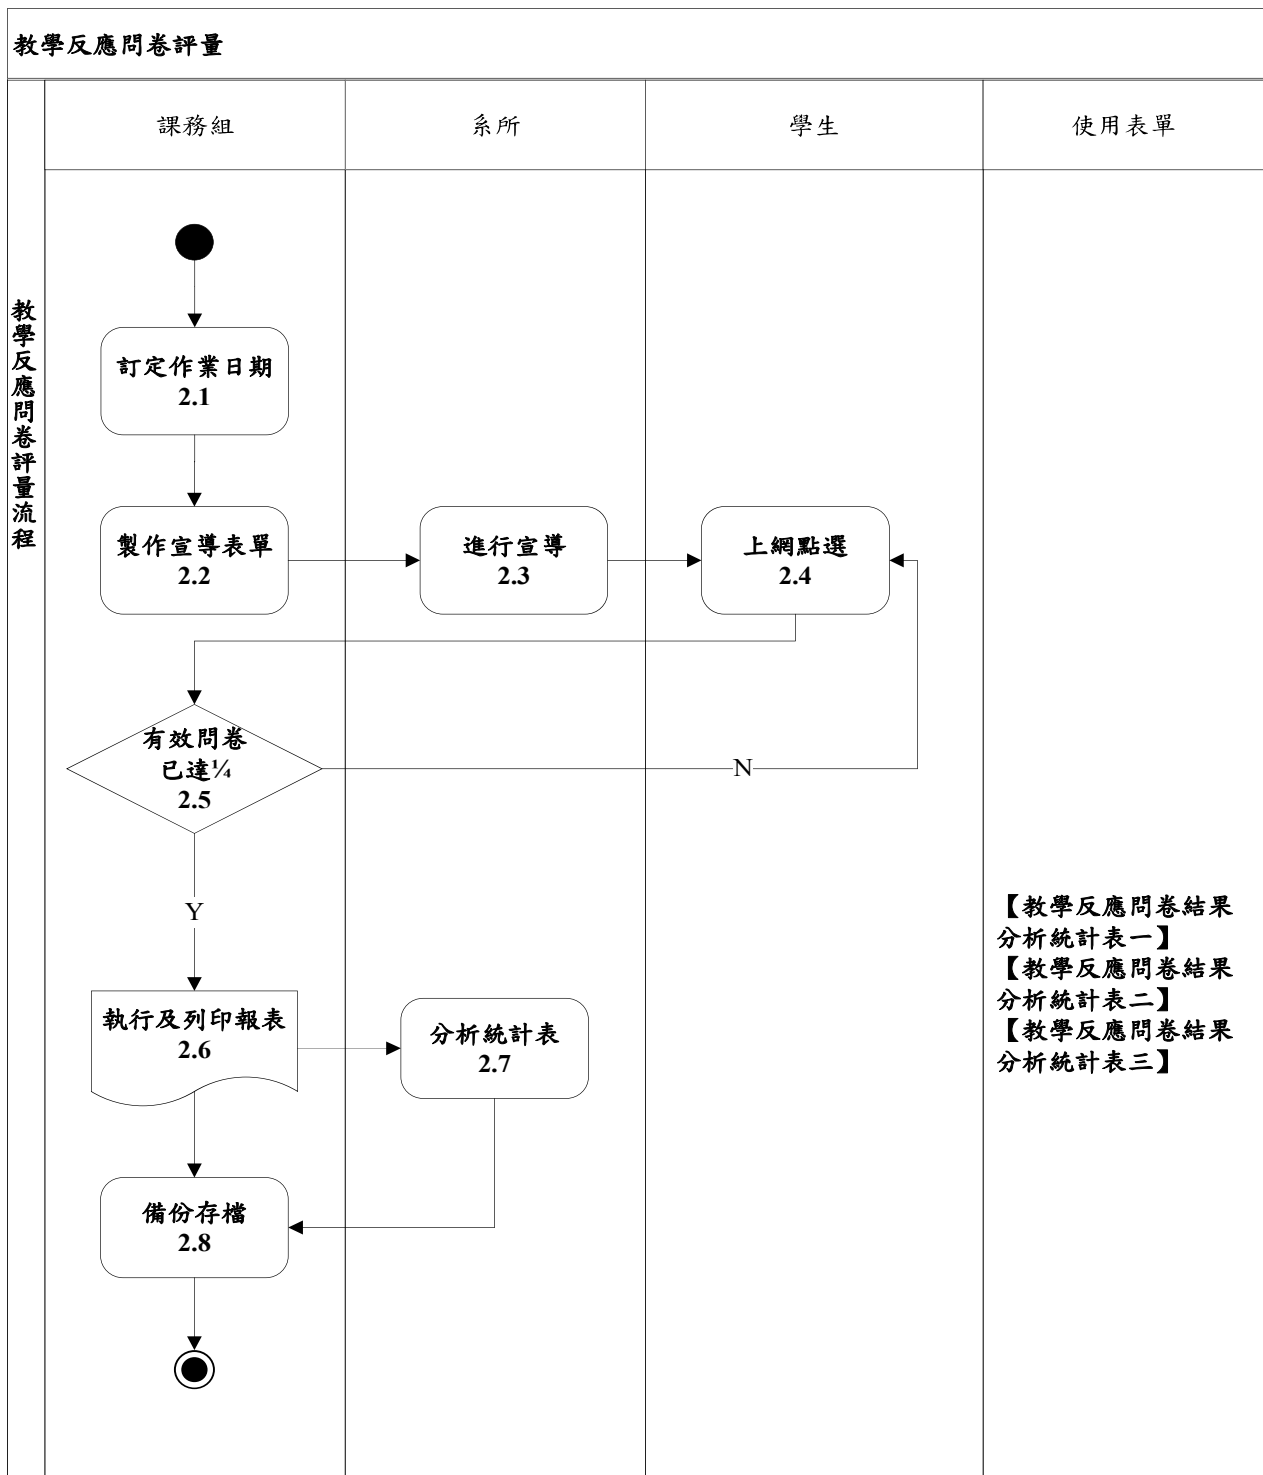 教學反應問卷評量
課務組
系所
學生
使用表單
教學反應問卷評量流程
訂定作業日期
2.1
製作宣導表單
2.2
進行宣導
2.3
上網點選
2.4
有效問卷
已達¼
2.5
N
Y
執行及列印報表
2.6
分析統計表
2.7
【教學反應問卷結果
分析統計表一】
【教學反應問卷結果
分析統計表二】
【教學反應問卷結果
分析統計表三】
備份存檔
2.8